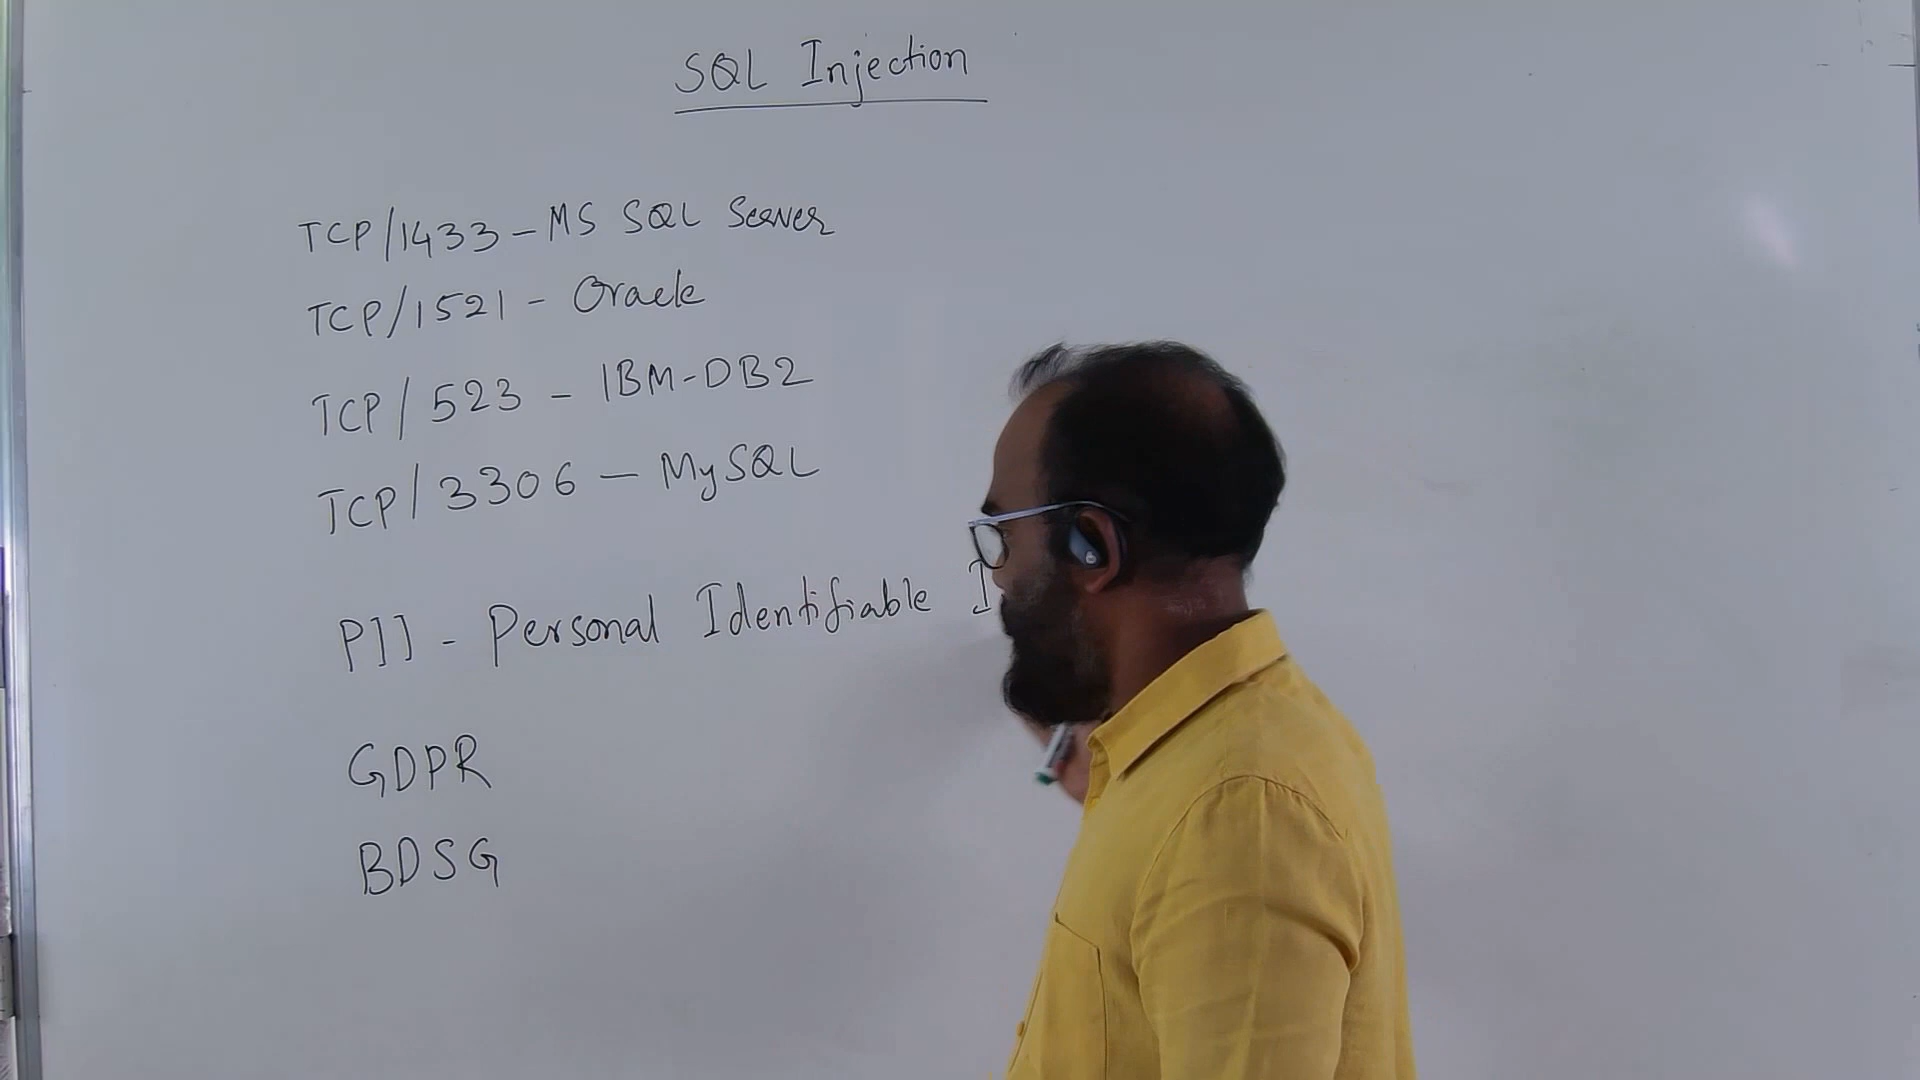 SQL Injection
TCP/1433 - MS SQL Server
TCP/1521 - Oracle
TCP/523 - IBM-DB2
TCP/3306 - MySQL
PII - Personal Identifiable I
GDPR
BDSG